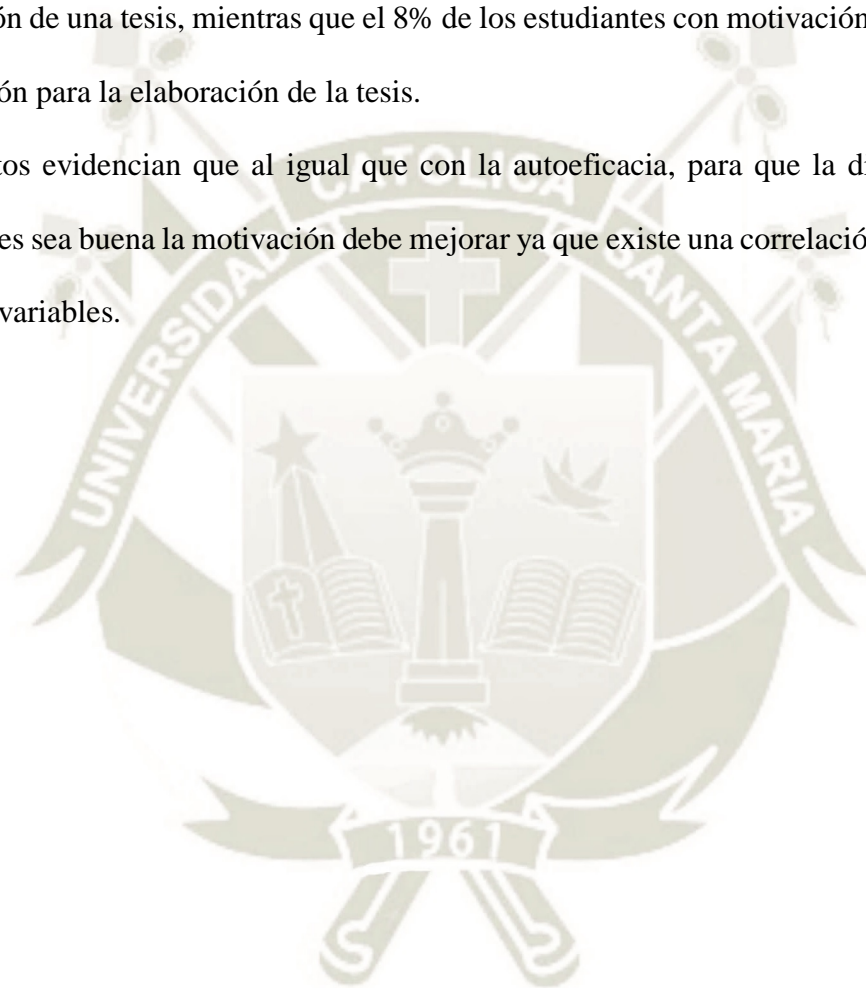 ón de una tesis, mientras que el 8% de los estudiantes con motivación
ón para la elaboración de la tesis.
tos evidencian que al igual que con la autoeficacia, para que la di
es sea buena la motivación debe mejorar ya que existe una correlació
variables.
UNIVERSIDAD CATOLICA SANTA MARIA
1961